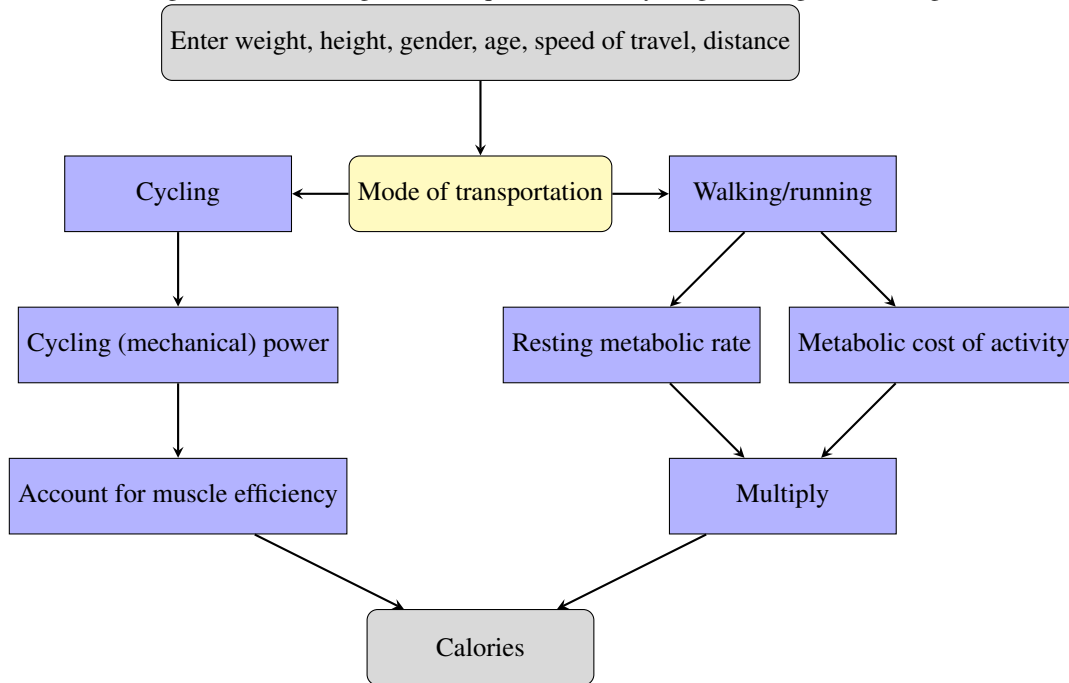 Enter weight, height, gender, age, speed of travel, distance
Cycling
Mode of transportation
Walking/running
Cycling (mechanical) power
Resting metabolic rate
Metabolic cost of activity
Account for muscle efficiency
Multiply
Calories